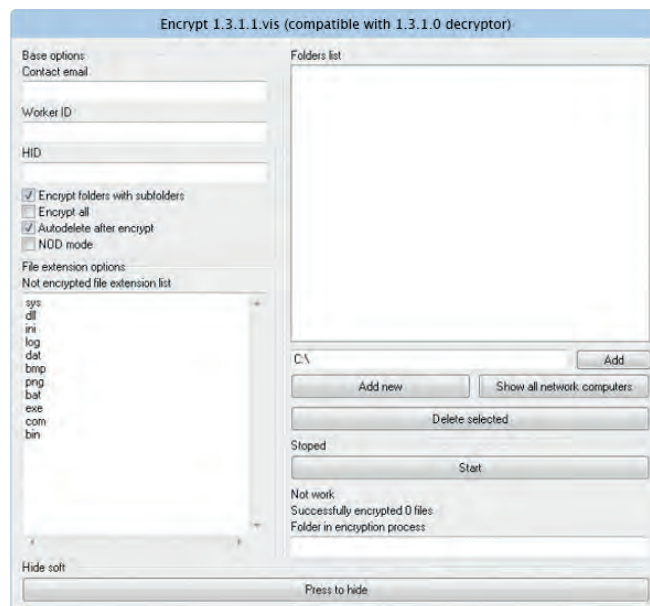 Encrypt 1.3.1.1.vis (compatible with 1.3.1.0 decryptor)
Base options
Contact email
Worker ID
HID
Encrypt folders with subfolders
Encrypt all
Autodelete after encrypt
NOD mode
File extension options
Not encrypted file extension list
sys
dll
ini
log
dat
bmp
png
bat
exe
com
bin
Folders list
C:\
Add
Add new
Show all network computers
Delete selected
Stoped
Start
Not work
Successfully encrypted 0 files
Folder in encryption process
Hide soft
Press to hide